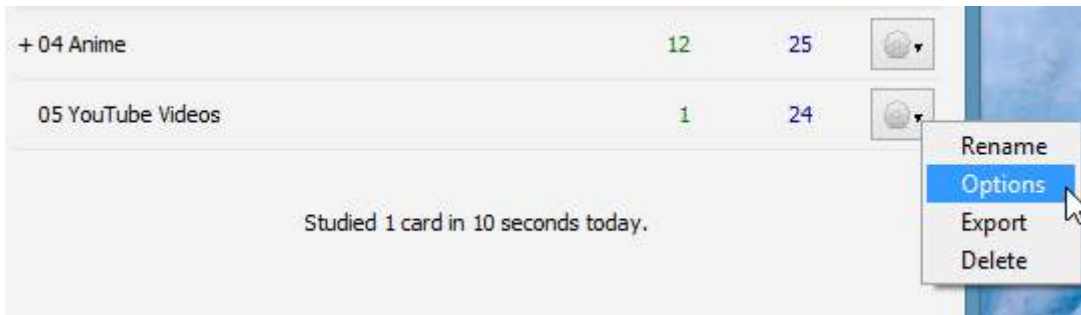 + 04 Anime 12 25
05 YouTube Videos 1 24
Rename
Options
Export
Delete
Studied 1 card in 10 seconds today.